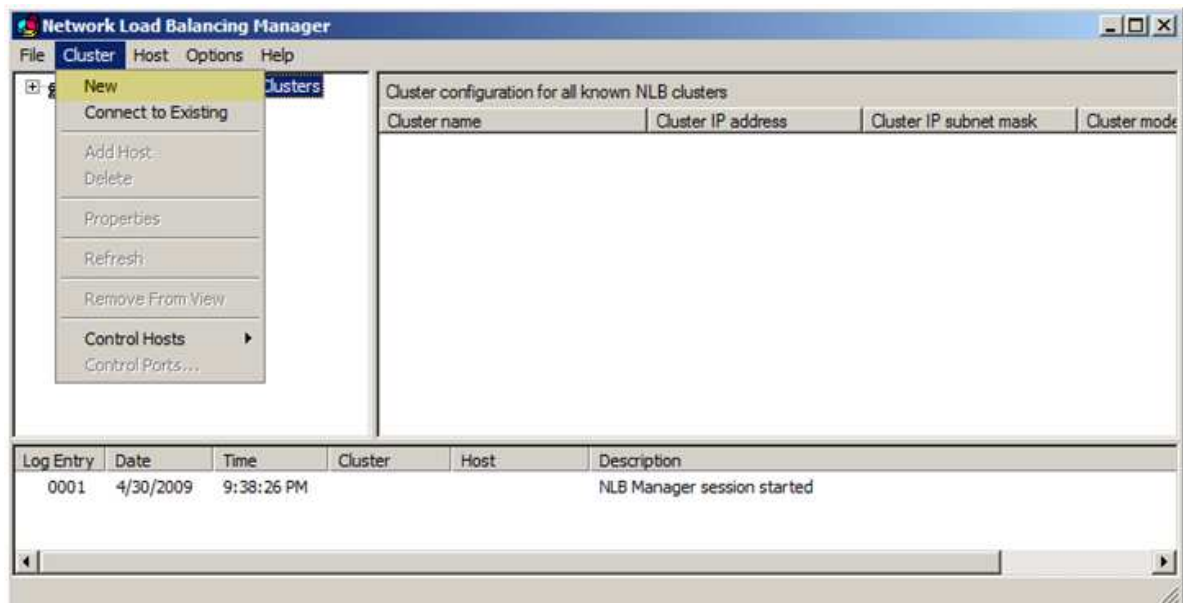 Network Load Balancing Manager
File Cluster Host Options Help
Clusters
New
Connect to Existing
Add Host
Delete
Properties
Refresh
Remove From View
Control Hosts
Control Ports...
Cluster configuration for all known NLB clusters
Cluster name Cluster IP address Cluster IP subnet mask Cluster mode
Log Entry Date Time Cluster Host Description
0001 4/30/2009 9:38:26 PM NLB Manager session started